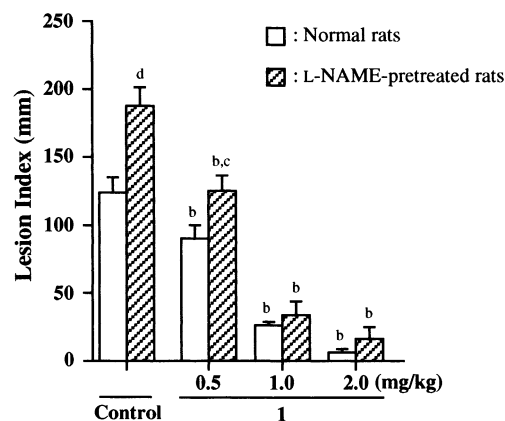 : Normal rats
: L-NAME-pretreated rats
Lesion Index (mm)
250
200
150
100
50
0
d
b
b,c
b
b
b
b
0.5 1.0 2.0 (mg/kg)
Control 1